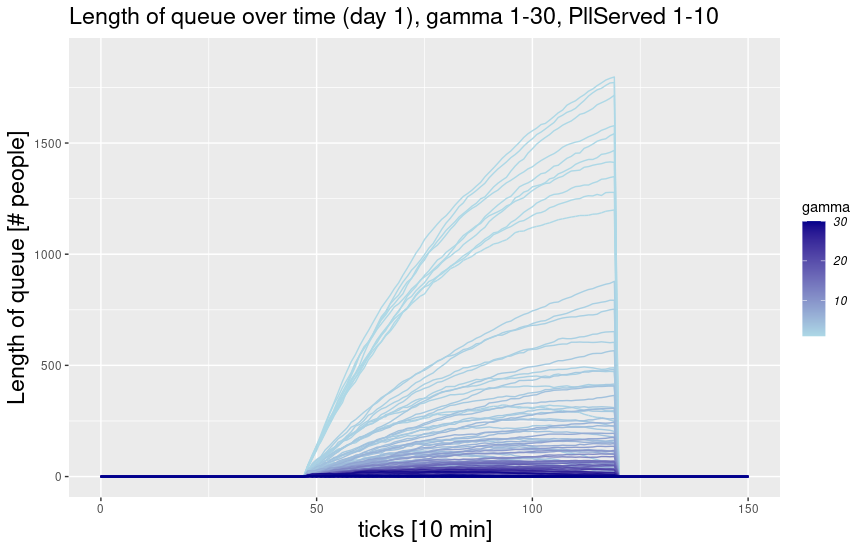 Length of queue over time (day 1), gamma 1-30, PllServed 1-10
Length of queue [# people]
1500
1000
500
0
0
50
100
150
ticks [10 min]
gamma
30
20
10